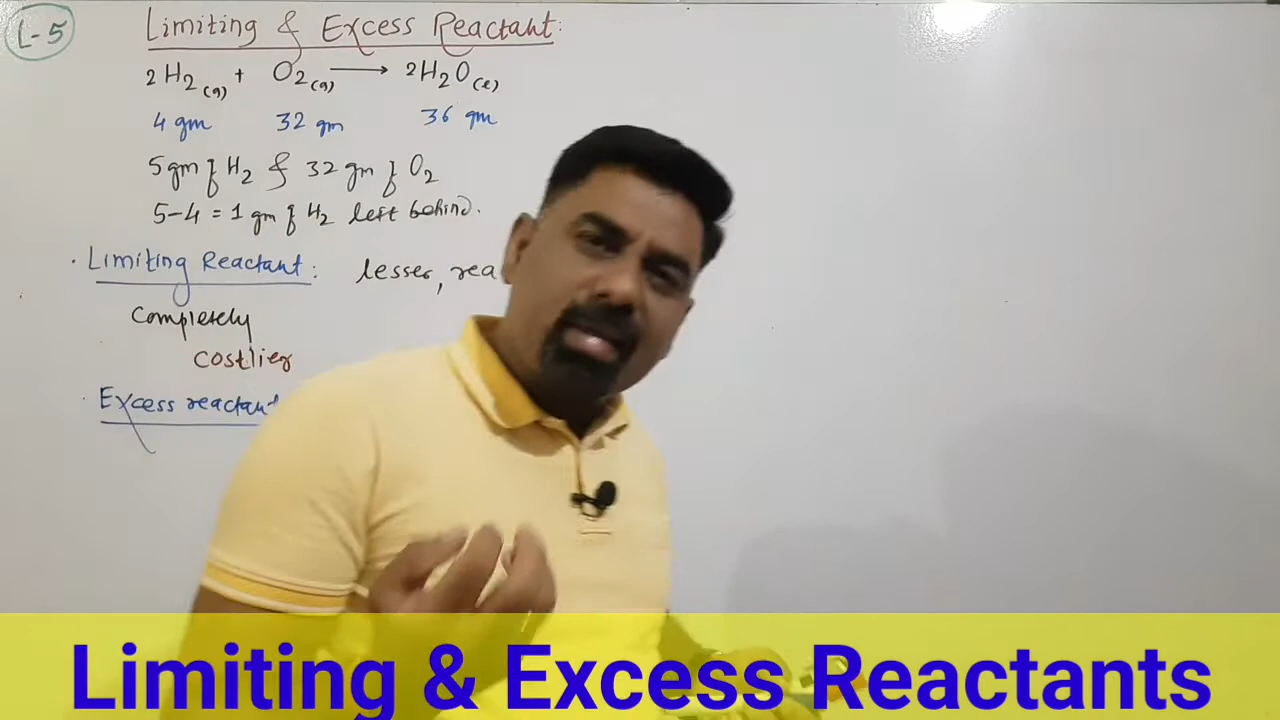 L-5
Limiting & Excess Reactant:
2H2(g) + O2(g) → 2H2O(l)
4 gm 32 gm 36 gm
5 gm of H2 & 32 gm of O2
5-4 = 1 gm of H2 left behind.
· Limiting Reactant: lesser, rea
Completely
Costlier
· Excess reactant
Limiting & Excess Reactants